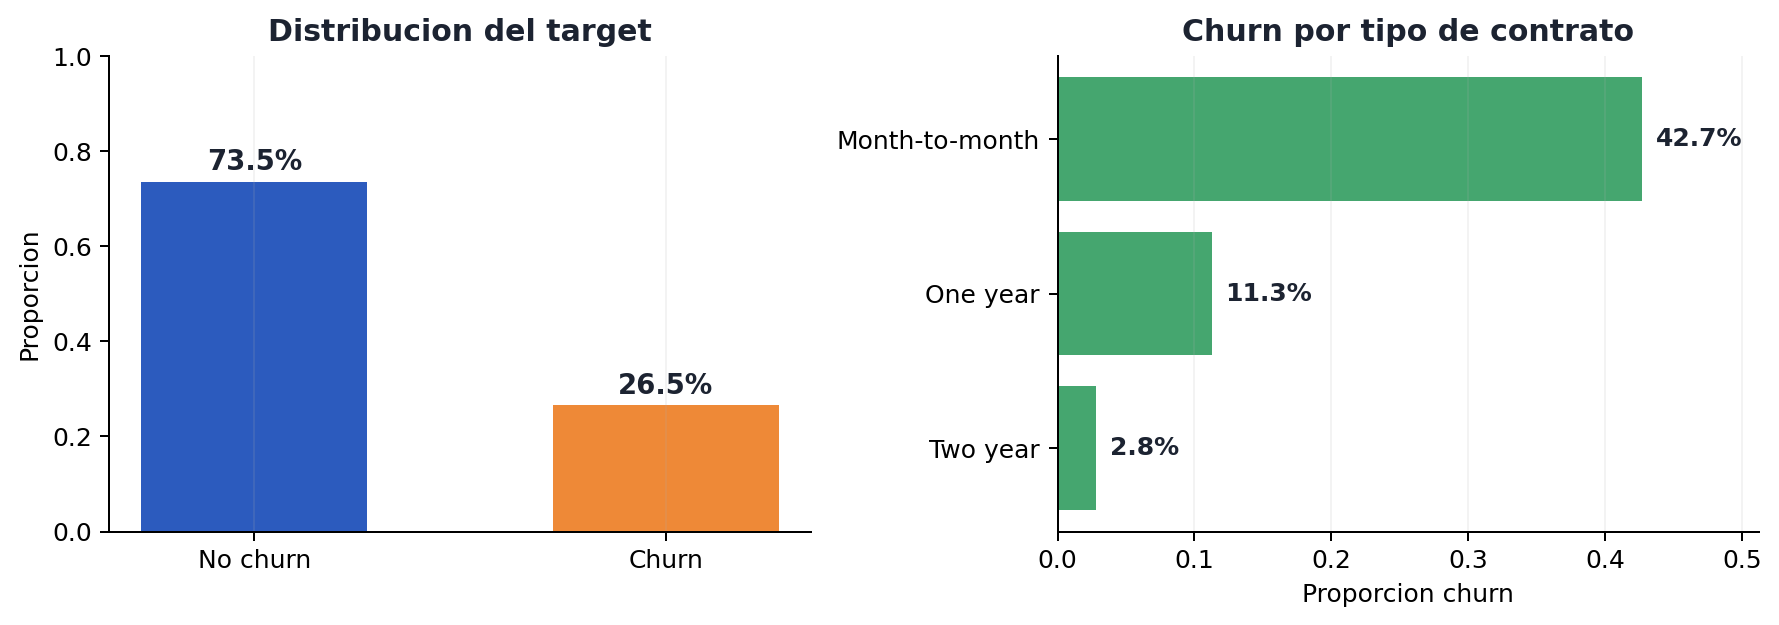 Distribucion del target
Proporcion
1.0
0.8
0.6
0.4
0.2
0.0
73.5%
26.5%
No churn
Churn
Churn por tipo de contrato
Month-to-month
42.7%
One year
11.3%
Two year
2.8%
0.0
0.1
0.2
0.3
0.4
0.5
Proporcion churn